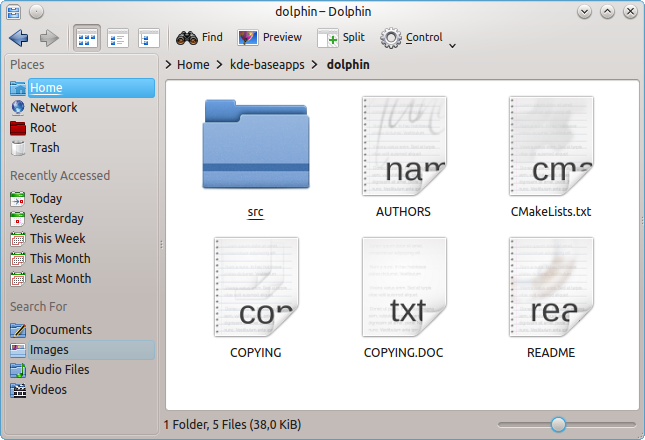 dolphin – Dolphin
Find Preview Split Control
Places
Home
Network
Root
Trash
Recently Accessed
Today
Yesterday
This Week
This Month
Last Month
Search For
Documents
Images
Audio Files
Videos
Home kde-baseapps dolphin
nam
cma
src AUTHORS CMakeLists.txt
cop
txt
rea
COPYING COPYING.DOC README
1 Folder, 5 Files (38,0 KiB)